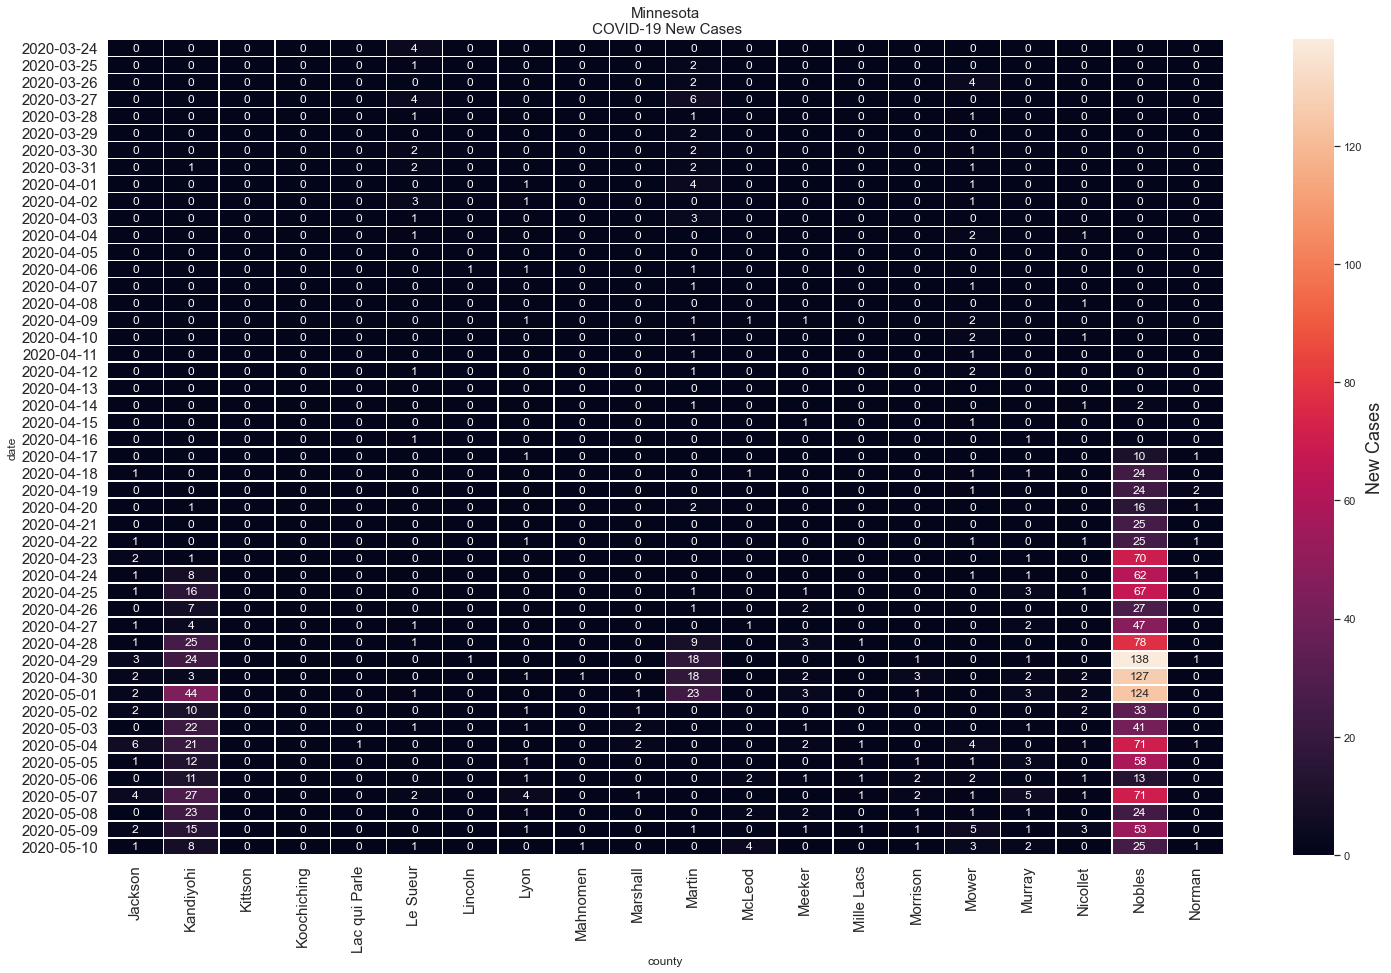 Minnesota
COVID-19 New Cases
2020-03-24 0 0 0 0 0 4 0 0 0 0 0 0 0 0 0 0 0 0 0 0
2020-03-25 0 0 0 0 0 1 0 0 0 0 2 0 0 0 0 0 0 0 0 0
2020-03-26 0 0 0 0 0 0 0 0 0 0 2 0 0 0 0 4 0 0 0 0
2020-03-27 0 0 0 0 0 4 0 0 0 0 6 0 0 0 0 0 0 0 0 0
2020-03-28 0 0 0 0 0 1 0 0 0 0 1 0 0 0 0 1 0 0 0 0
2020-03-29 0 0 0 0 0 0 0 0 0 0 2 0 0 0 0 0 0 0 0 0
2020-03-30 0 0 0 0 0 2 0 0 0 0 2 0 0 0 0 1 0 0 0 0
2020-03-31 0 1 0 0 0 2 0 0 0 0 2 0 0 0 0 1 0 0 0 0
2020-04-01 0 0 0 0 0 0 0 1 0 0 4 0 0 0 0 1 0 0 0 0
2020-04-02 0 0 0 0 0 3 0 1 0 0 0 0 0 0 0 1 0 0 0 0
2020-04-03 0 0 0 0 0 1 0 0 0 0 3 0 0 0 0 0 0 0 0 0
2020-04-04 0 0 0 0 0 1 0 0 0 0 0 0 0 0 0 2 0 1 0 0
2020-04-05 0 0 0 0 0 0 0 0 0 0 0 0 0 0 0 0 0 0 0 0
2020-04-06 0 0 0 0 0 0 1 1 0 0 1 0 0 0 0 0 0 0 0 0
2020-04-07 0 0 0 0 0 0 0 0 0 0 1 0 0 0 0 1 0 0 0 0
2020-04-08 0 0 0 0 0 0 0 0 0 0 0 0 0 0 0 0 0 1 0 0
2020-04-09 0 0 0 0 0 0 0 1 0 0 1 1 1 0 0 2 0 0 0 0
2020-04-10 0 0 0 0 0 0 0 0 0 0 1 0 0 0 0 2 0 1 0 0
2020-04-11 0 0 0 0 0 0 0 0 0 0 1 0 0 0 0 1 0 0 0 0
2020-04-12 0 0 0 0 0 1 0 0 0 0 1 0 0 0 0 2 0 0 0 0
2020-04-13 0 0 0 0 0 0 0 0 0 0 0 0 0 0 0 0 0 0 0 0
2020-04-14 0 0 0 0 0 0 0 0 0 0 1 0 0 0 0 0 0 1 2 0
2020-04-15 0 0 0 0 0 0 0 0 0 0 0 0 1 0 0 1 0 0 0 0
2020-04-16 0 0 0 0 0 1 0 0 0 0 0 0 0 0 0 0 1 0 0 0
2020-04-17 0 0 0 0 0 0 0 1 0 0 0 0 0 0 0 0 0 0 10 1
2020-04-18 1 0 0 0 0 0 0 0 0 0 0 1 0 0 0 1 1 0 24 0
2020-04-19 0 0 0 0 0 0 0 0 0 0 0 0 0 0 0 1 0 0 24 2
2020-04-20 0 1 0 0 0 0 0 0 0 0 2 0 0 0 0 0 0 0 16 1
2020-04-21 0 0 0 0 0 0 0 0 0 0 0 0 0 0 0 0 0 0 25 0
2020-04-22 1 0 0 0 0 0 0 1 0 0 0 0 0 0 0 1 0 1 25 1
2020-04-23 2 1 0 0 0 0 0 0 0 0 0 0 0 0 0 0 1 0 70 0
2020-04-24 1 8 0 0 0 0 0 0 0 0 0 0 0 0 0 1 1 0 62 1
2020-04-25 1 16 0 0 0 0 0 0 0 0 1 0 1 0 0 0 3 1 67 0
2020-04-26 0 7 0 0 0 0 0 0 0 0 1 0 2 0 0 0 0 0 27 0
2020-04-27 1 4 0 0 0 1 0 0 0 0 0 1 0 0 0 0 2 0 47 0
2020-04-28 1 25 0 0 0 1 0 0 0 0 9 0 3 1 0 0 0 0 78 0
2020-04-29 3 24 0 0 0 0 1 0 0 0 18 0 0 0 1 0 1 0 138 1
2020-04-30 2 3 0 0 0 0 0 1 1 0 18 0 2 0 3 0 2 2 127 0
2020-05-01 2 44 0 0 0 1 0 0 0 1 23 0 3 0 1 0 3 2 124 0
2020-05-02 2 10 0 0 0 0 0 1 0 1 0 0 0 0 0 0 0 2 33 0
2020-05-03 0 22 0 0 0 1 0 1 0 2 0 0 1 0 0 0 1 0 41 0
2020-05-04 6 21 0 0 1 0 0 0 0 2 0 0 2 1 0 4 0 1 71 1
2020-05-05 1 12 0 0 0 0 0 1 0 0 0 0 0 1 1 1 3 0 58 0
2020-05-06 0 11 0 0 0 0 0 1 0 0 0 2 1 1 2 2 0 1 13 0
2020-05-07 4 27 0 0 0 2 0 4 0 1 0 0 0 1 2 1 5 1 71 0
2020-05-08 0 23 0 0 0 0 0 1 0 0 0 2 2 0 1 1 1 0 24 0
2020-05-09 2 15 0 0 0 0 0 1 0 0 1 0 1 1 1 5 1 3 53 0
2020-05-10 1 8 0 0 0 1 0 0 1 0 0 4 0 0 1 3 2 0 25 1
date
Jackson
Kandiyohi
Kittson
Koochiching
Lac qui Parle
Le Sueur
Lincoln
Lyon
Mahnomen
Marshall
Martin
McLeod
Meeker
Mille Lacs
Morrison
Mower
Murray
Nicollet
Nobles
Norman
county
120
100
80
60
40
20
0
New Cases